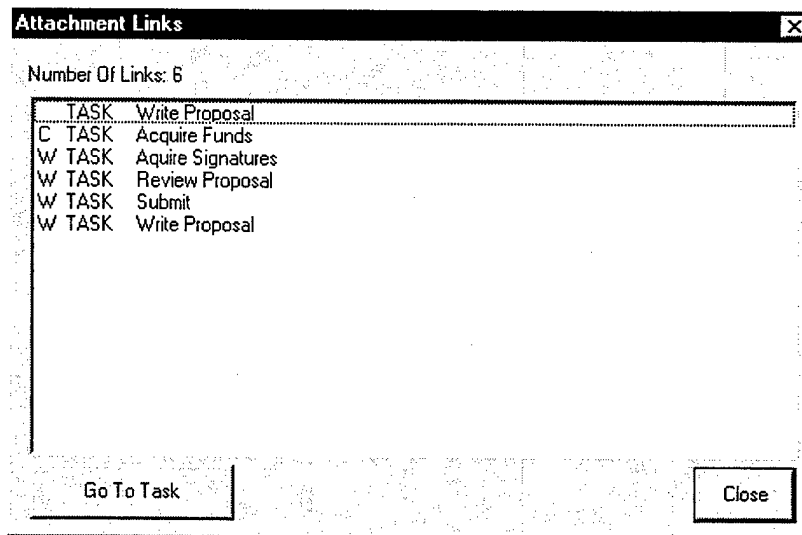 Attachment Links
Number Of Links: 6
TASK Write Proposal
C TASK Acquire Funds
W TASK Aquire Signatures
W TASK Review Proposal
W TASK Submit
W TASK Write Proposal
Go To Task
Close